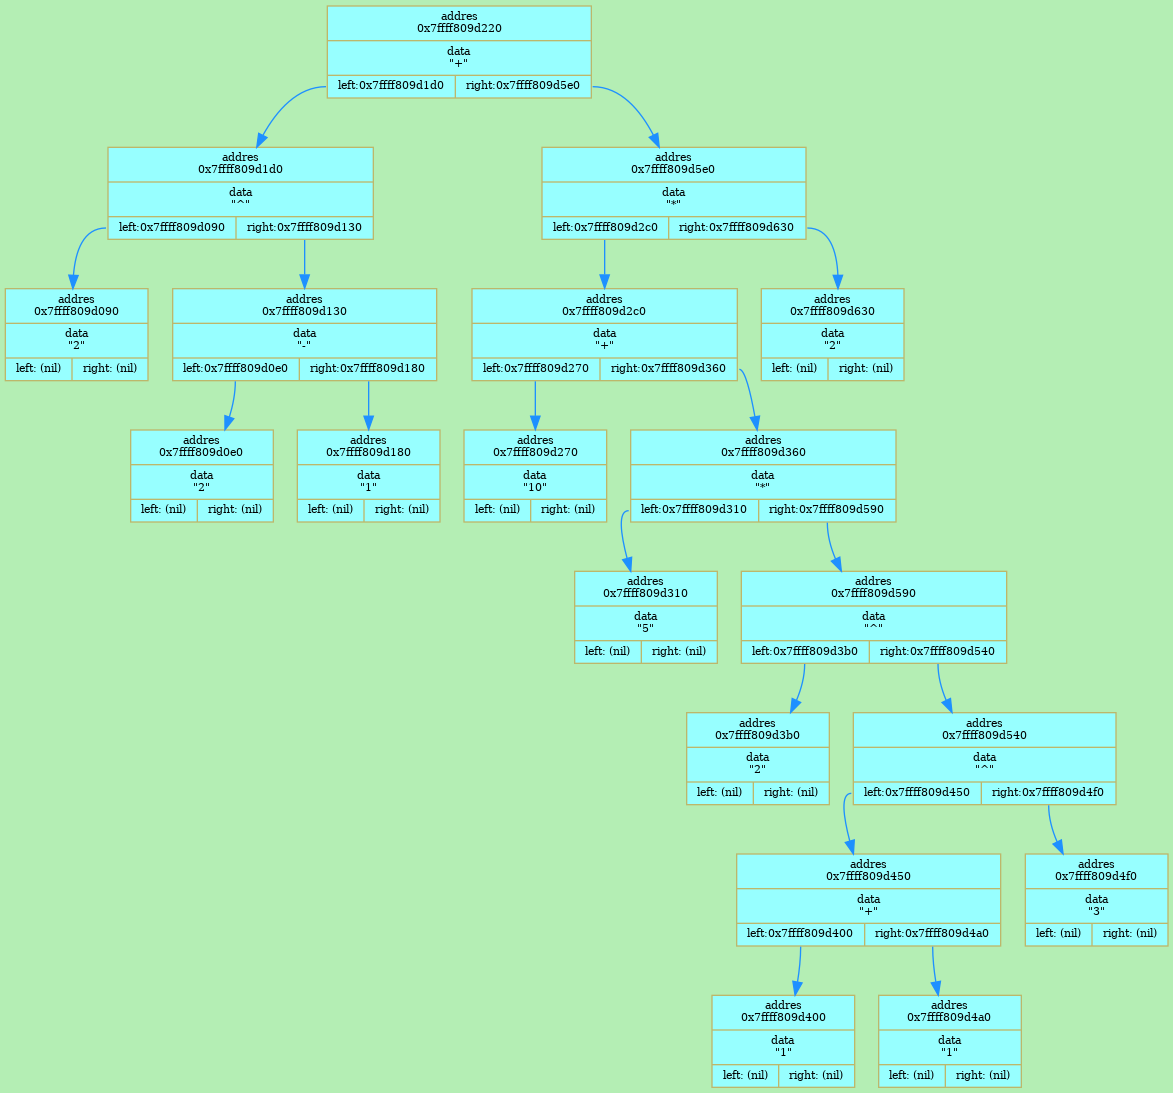 addres
0x7ffff809d220
data
"+"
left:0x7ffff809d1d0 right:0x7ffff809d5e0
addres
0x7ffff809d1d0
data
"^"
left:0x7ffff809d090 right:0x7ffff809d130
addres
0x7ffff809d5e0
data
"*"
left:0x7ffff809d2c0 right:0x7ffff809d630
addres
0x7ffff809d090
data
"2"
left: (nil) right: (nil)
addres
0x7ffff809d130
data
"-"
left:0x7ffff809d0e0 right:0x7ffff809d180
addres
0x7ffff809d2c0
data
"+"
left:0x7ffff809d270 right:0x7ffff809d360
addres
0x7ffff809d630
data
"2"
left: (nil) right: (nil)
addres
0x7ffff809d0e0
data
"2"
left: (nil) right: (nil)
addres
0x7ffff809d180
data
"1"
left: (nil) right: (nil)
addres
0x7ffff809d270
data
"10"
left: (nil) right: (nil)
addres
0x7ffff809d360
data
"*"
left:0x7ffff809d310 right:0x7ffff809d590
addres
0x7ffff809d310
data
"5"
left: (nil) right: (nil)
addres
0x7ffff809d590
data
"^"
left:0x7ffff809d3b0 right:0x7ffff809d540
addres
0x7ffff809d3b0
data
"2"
left: (nil) right: (nil)
addres
0x7ffff809d540
data
"^"
left:0x7ffff809d450 right:0x7ffff809d4f0
addres
0x7ffff809d450
data
"+"
left:0x7ffff809d400 right:0x7ffff809d4a0
addres
0x7ffff809d4f0
data
"3"
left: (nil) right: (nil)
addres
0x7ffff809d400
data
"1"
left: (nil) right: (nil)
addres
0x7ffff809d4a0
data
"1"
left: (nil) right: (nil)